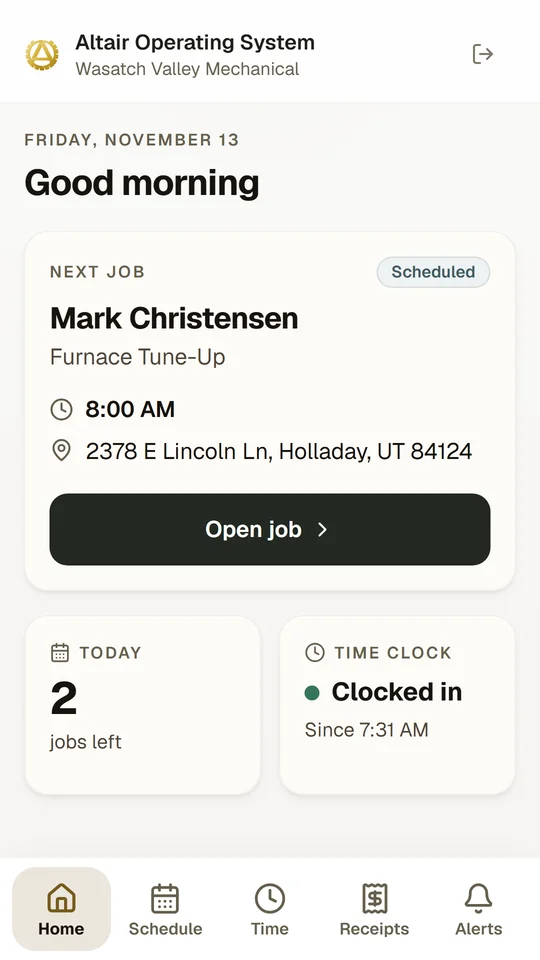 Altair Operating System
Wasatch Valley Mechanical
FRIDAY, NOVEMBER 13
Good morning
NEXT JOB
Scheduled
Mark Christensen
Furnace Tune-Up
8:00 AM
2378 E Lincoln Ln, Holladay, UT 84124
Open job
TODAY
2
jobs left
TIME CLOCK
Clocked in
Since 7:31 AM
Home
Schedule
Time
Receipts
Alerts